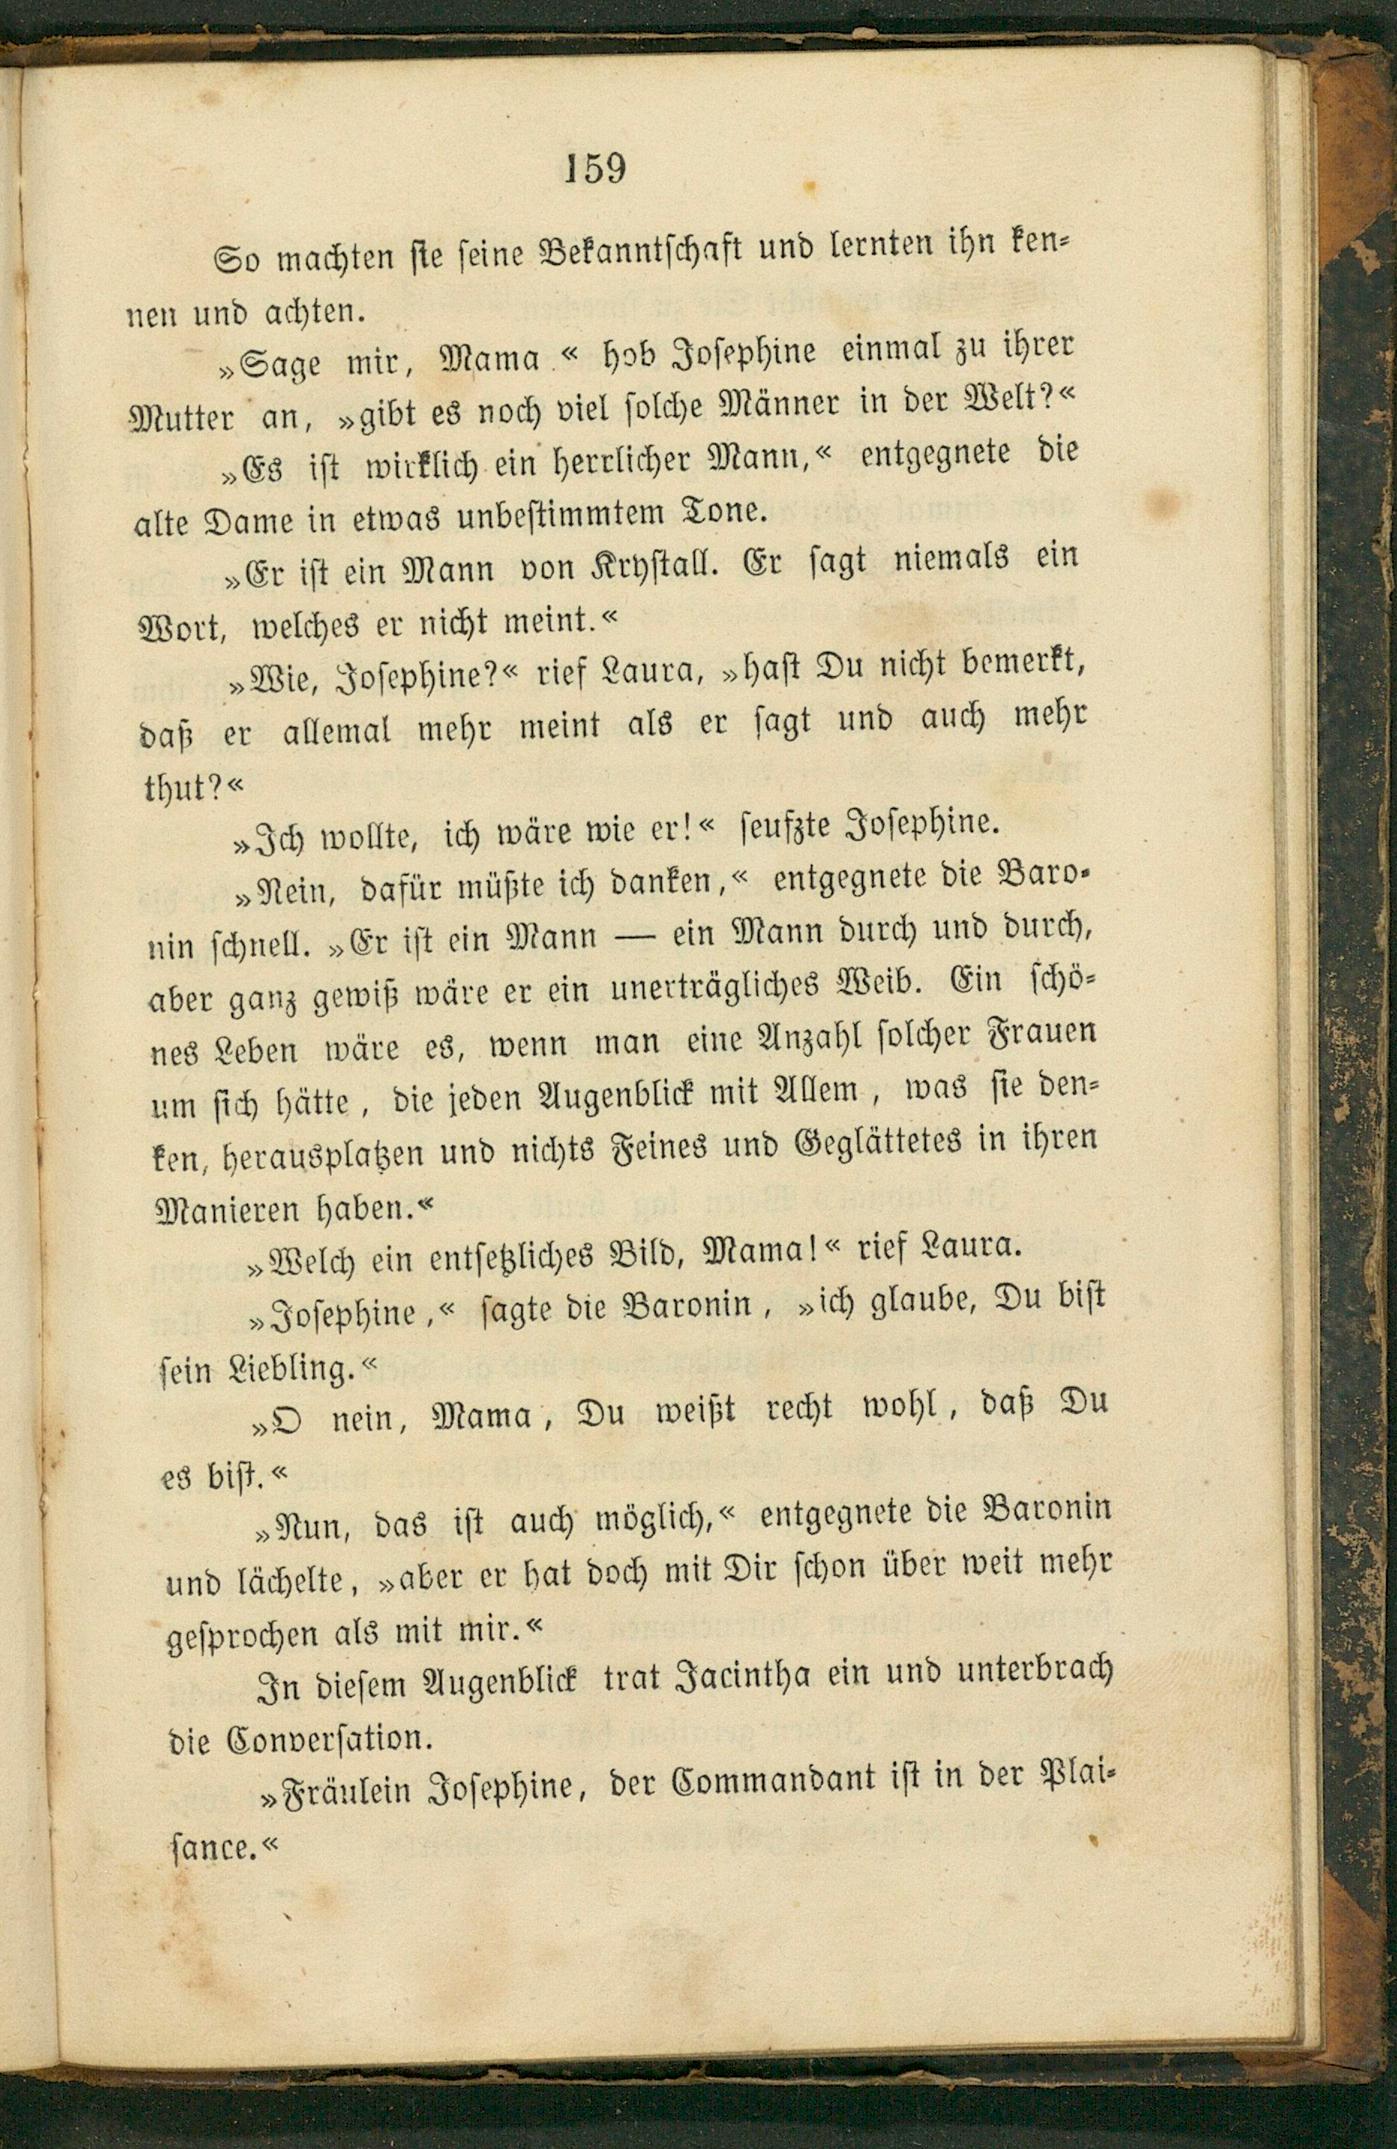 159
So machten sie seine Bekanntschaft und lernten ihn ken-
nen und achten.
»Sage mir, Mama « hob Josephine einmal zu ihrer
Mutter an, »gibt es noch viel solche Männer in der Welt?«
»Es ist wirklich ein herrlicher Mann,« entgegnete die
alte Dame in etwas unbestimmtem Tone.
»Er ist ein Mann von Krystall. Er sagt niemals ein
Wort, welches er nicht meint.«
»Wie, Josephine?« rief Laura, »hast Du nicht bemerkt,
daß er allemal mehr meint als er sagt und auch mehr
thut?«
»Ich wollte, ich wäre wie er!« seufzte Josephine.
»Nein, dafür müßte ich danken,« entgegnete die Baro-
nin schnell. »Er ist ein Mann — ein Mann durch und durch,
aber ganz gewiß wäre er ein unerträgliches Weib. Ein schö-
nes Leben wäre es, wenn man eine Anzahl solcher Frauen
um sich hätte, die jeden Augenblick mit Allem, was sie den-
ken, herausplatzen und nichts Feines und Geglättetes in ihren
Manieren haben.«
»Welch ein entsetzliches Bild, Mama!« rief Laura.
»Josephine,« sagte die Baronin, »ich glaube, Du bist
sein Liebling.«
»O nein, Mama, Du weißt recht wohl, daß Du
es bist.«
»Nun, das ist auch möglich,« entgegnete die Baronin
und lächelte, »aber er hat doch mit Dir schon über weit mehr
gesprochen als mit mir.«
In diesem Augenblick trat Jacintha ein und unterbrach
die Conversation.
»Fräulein Josephine, der Commandant ist in der Plai-
sance.«